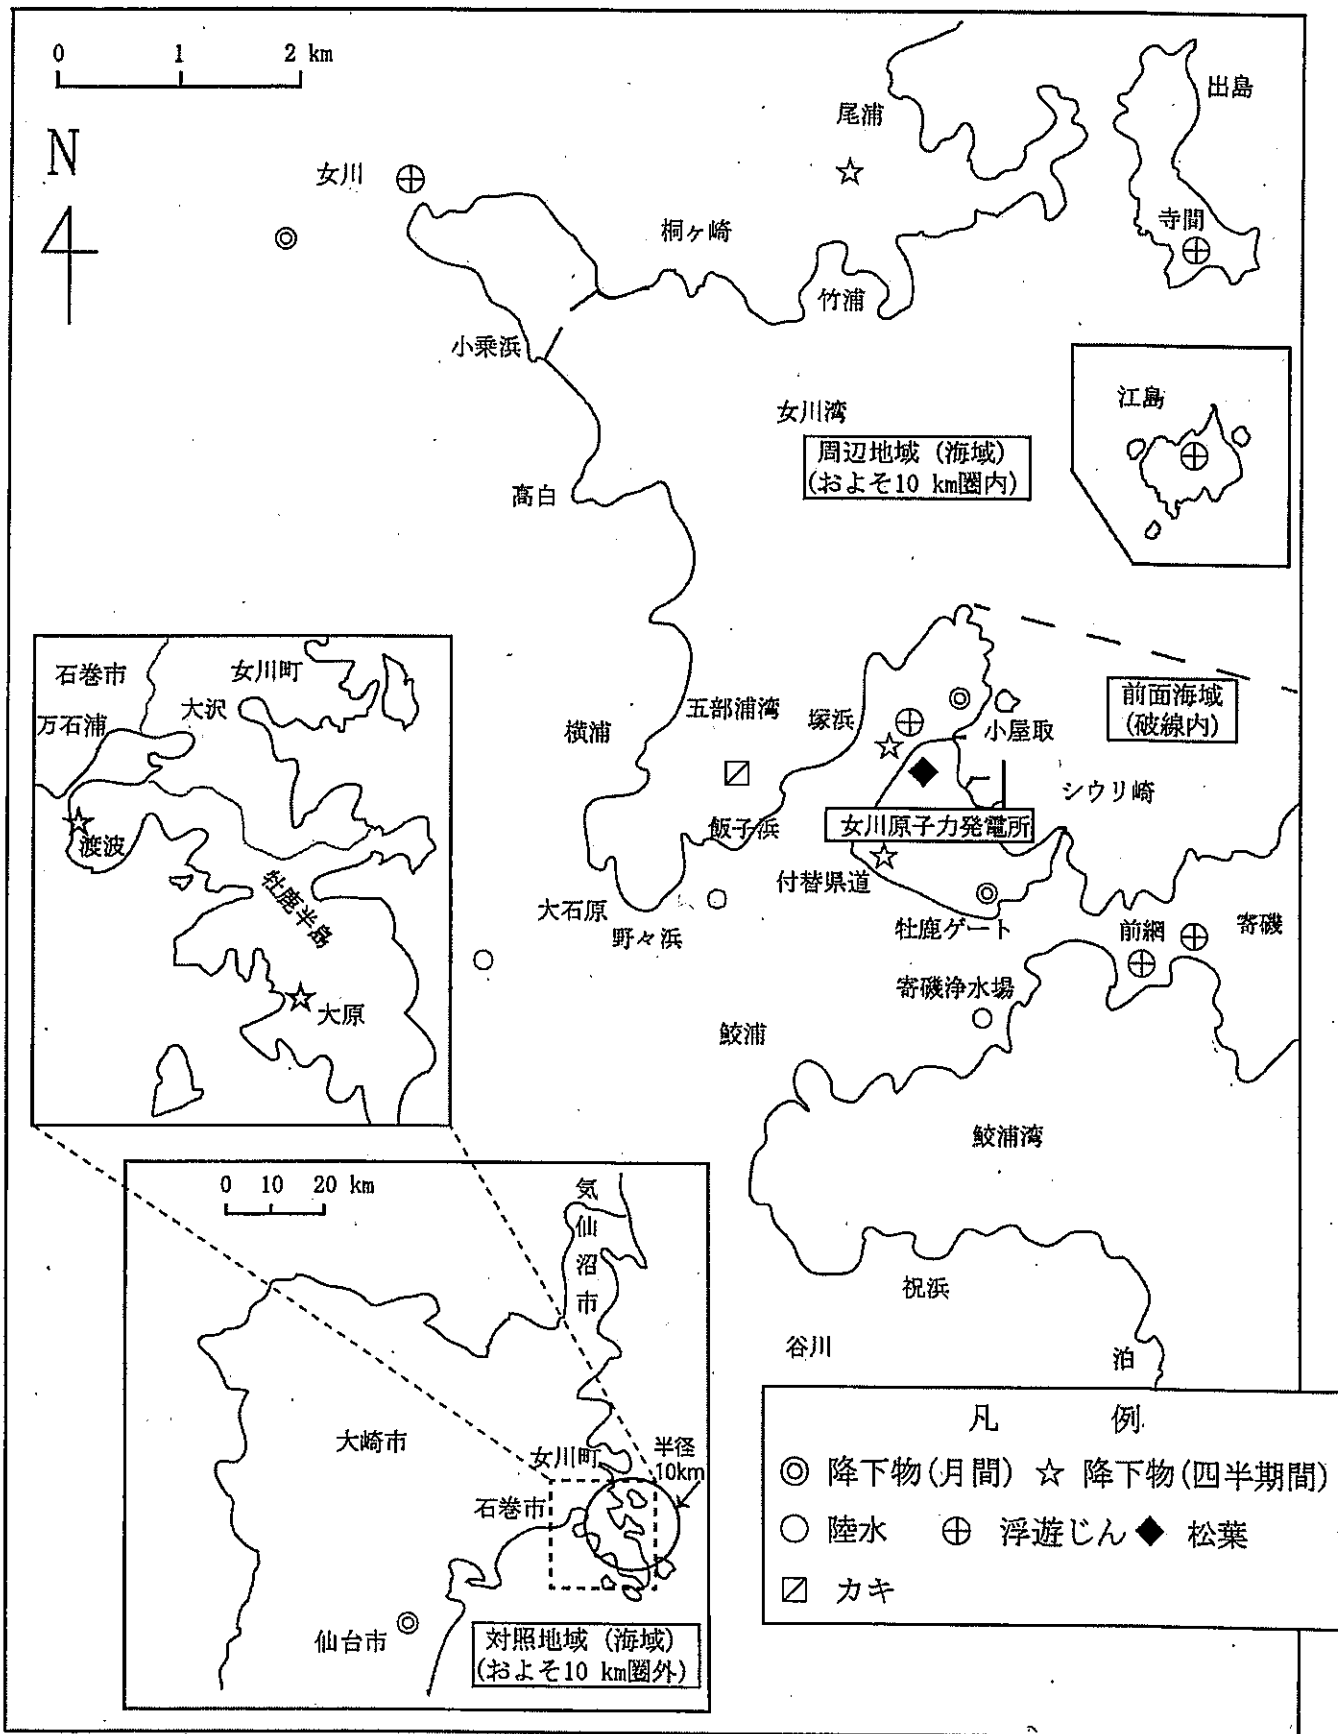 0 1 2 km
N
出島
尾浦
女川
寺間
桐ヶ崎
竹浦
小乗浜
江島
女川湾
周辺地域 (海域)
(およそ10 km圏内)
高白
石巻市
女川町
万石浦
大沢
渡波
牡鹿半島
大原
五部浦湾
塚浜
横浦
小屋取
前面海域
(破線内)
シウリ崎
飯子浜
女川原子力発電所
付替県道
大石原
野々浜
牡鹿ゲート
前網
寄磯
寄磯浄水場
鮫浦
鮫浦湾
祝浜
谷川
泊
0 10 20 km
気仙沼市
大崎市
女川町
半径
10km
石巻市
仙台市
対照地域 (海域)
(およそ10 km圏外)
凡 例
降下物(月間) 降下物(四半期間)
陸水 浮遊じん 松葉
カキ